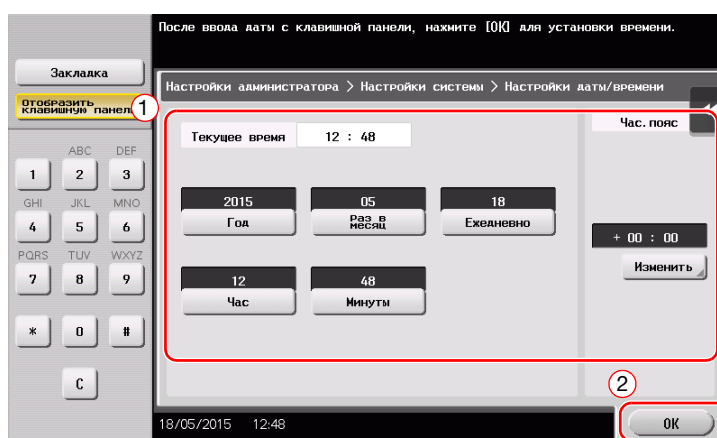 После ввода даты с клавишной панели, нажмите [OK] для установки времени.
Закладка
Отобразить
клавишную панель
1
Настройки администратора > Настройки системы > Настройки даты/времени
Текущее время 12 : 48
Час. пояс
ABC DEF
1 2 3
GHI JKL MNO
4 5 6
PQRS TUV WXYZ
7 8 9
* 0 #
C
2015 05 18
Год Раз в месяц Ежедневно
+ 00 : 00
Изменить
12 48
Час Минуты
2
18/05/2015 12:48
OK